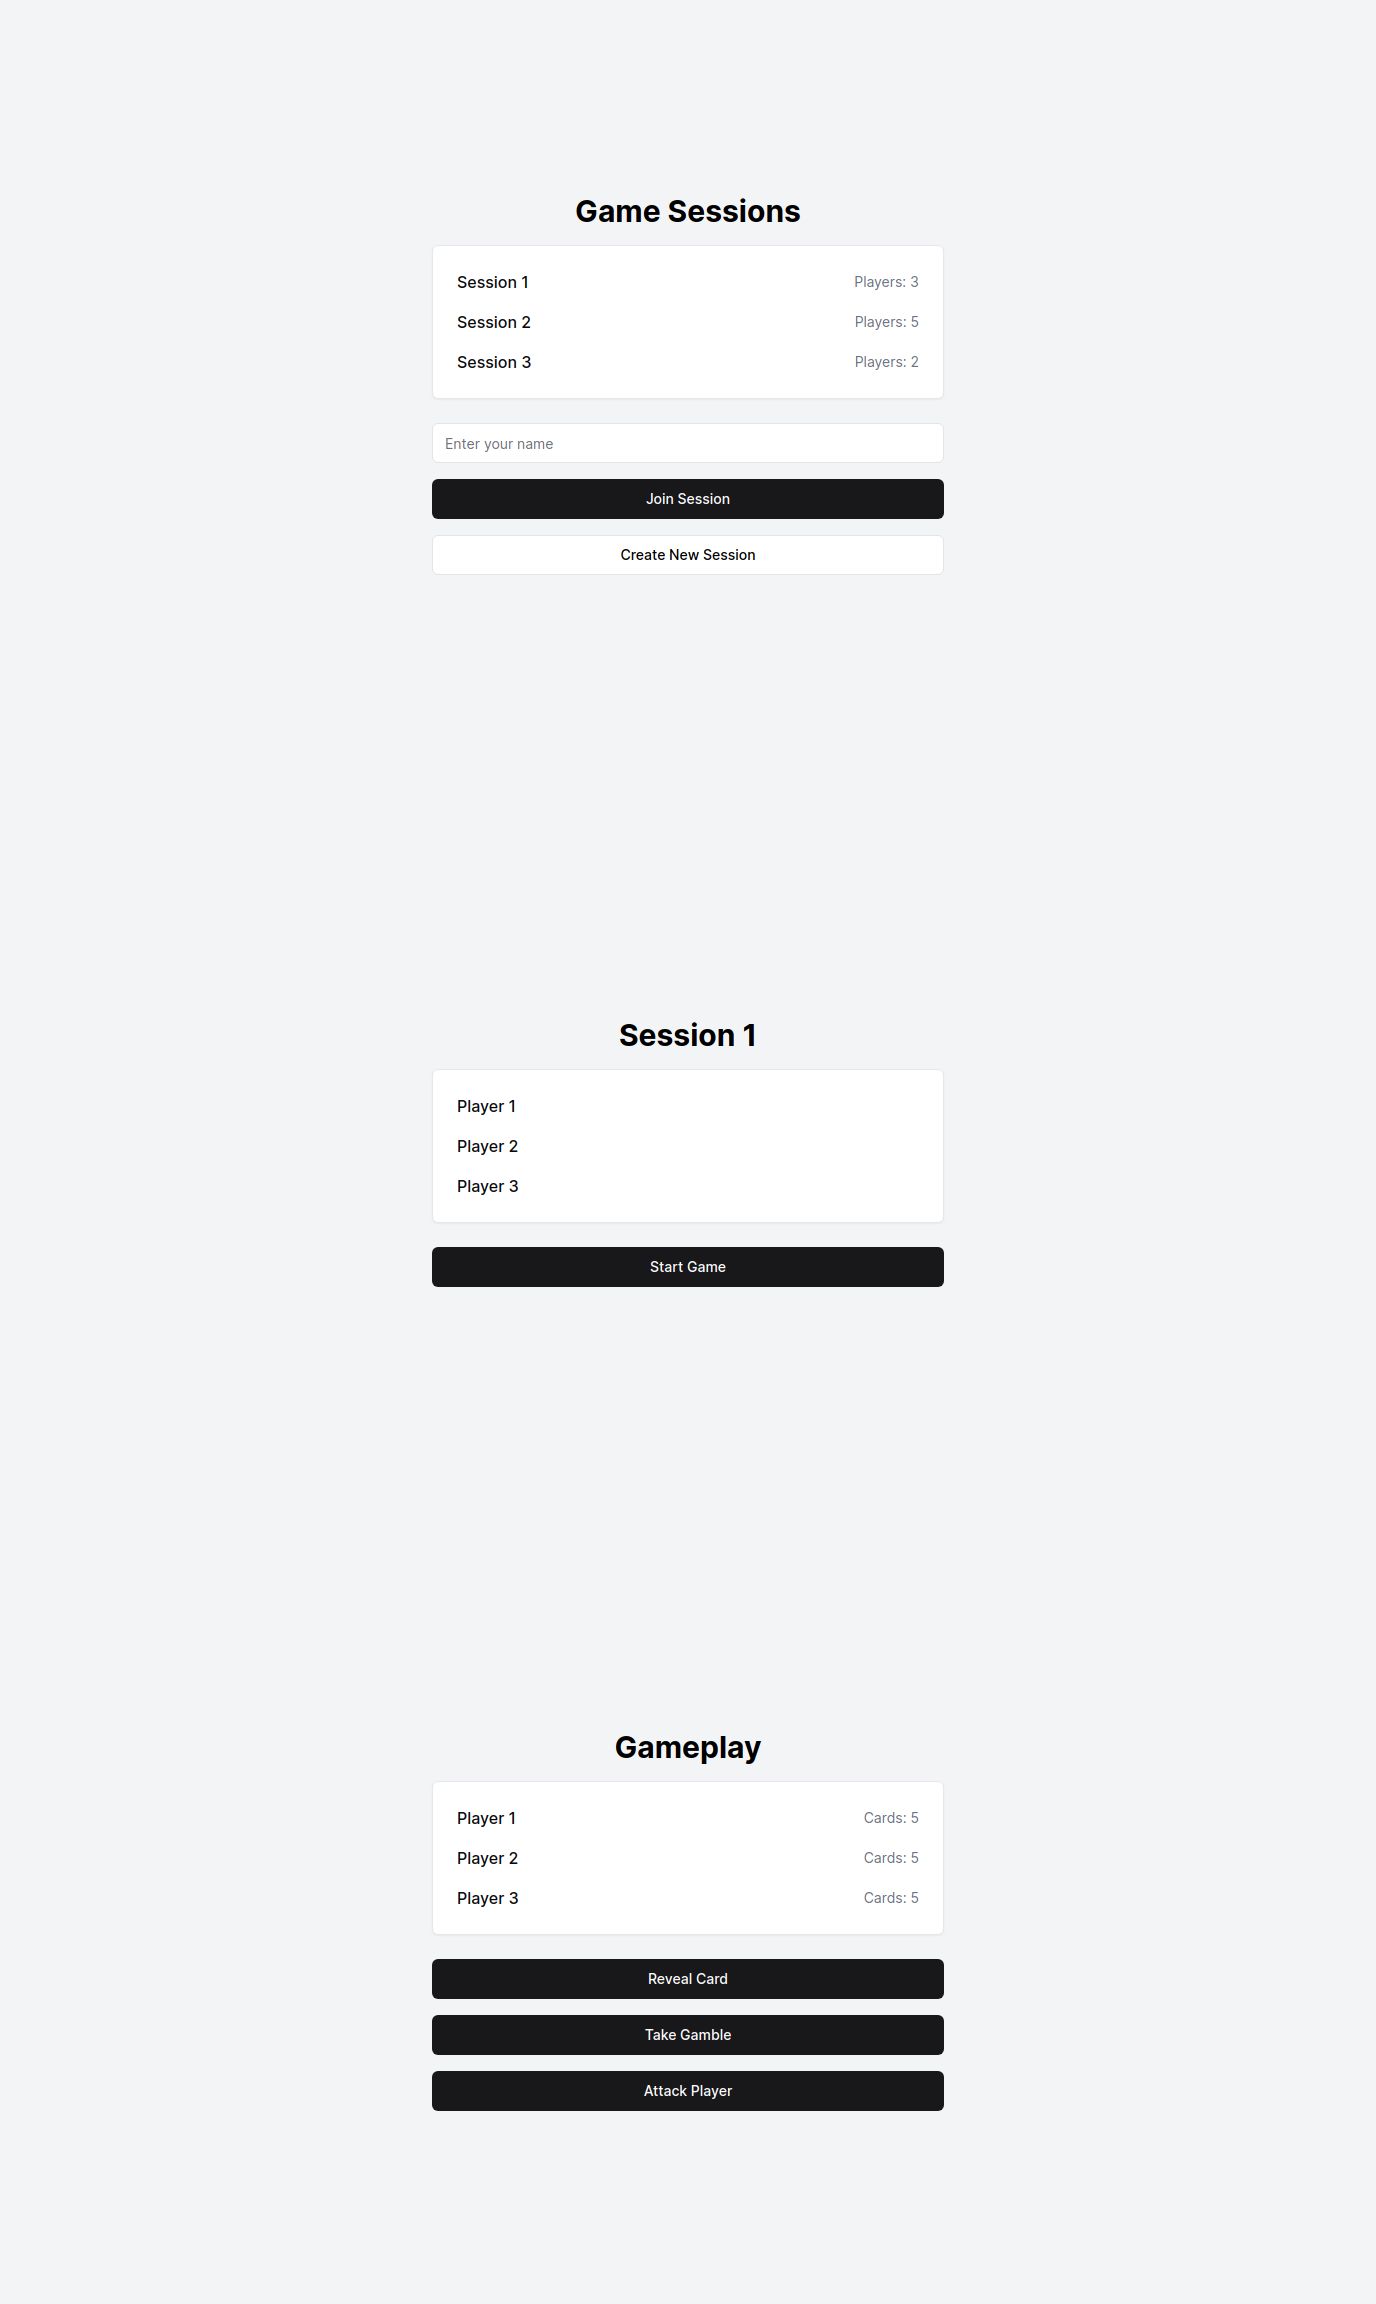 Game Sessions
Session 1 Players: 3
Session 2 Players: 5
Session 3 Players: 2
Enter your name
Join Session
Create New Session
Session 1
Player 1
Player 2
Player 3
Start Game
Gameplay
Player 1 Cards: 5
Player 2 Cards: 5
Player 3 Cards: 5
Reveal Card
Take Gamble
Attack Player